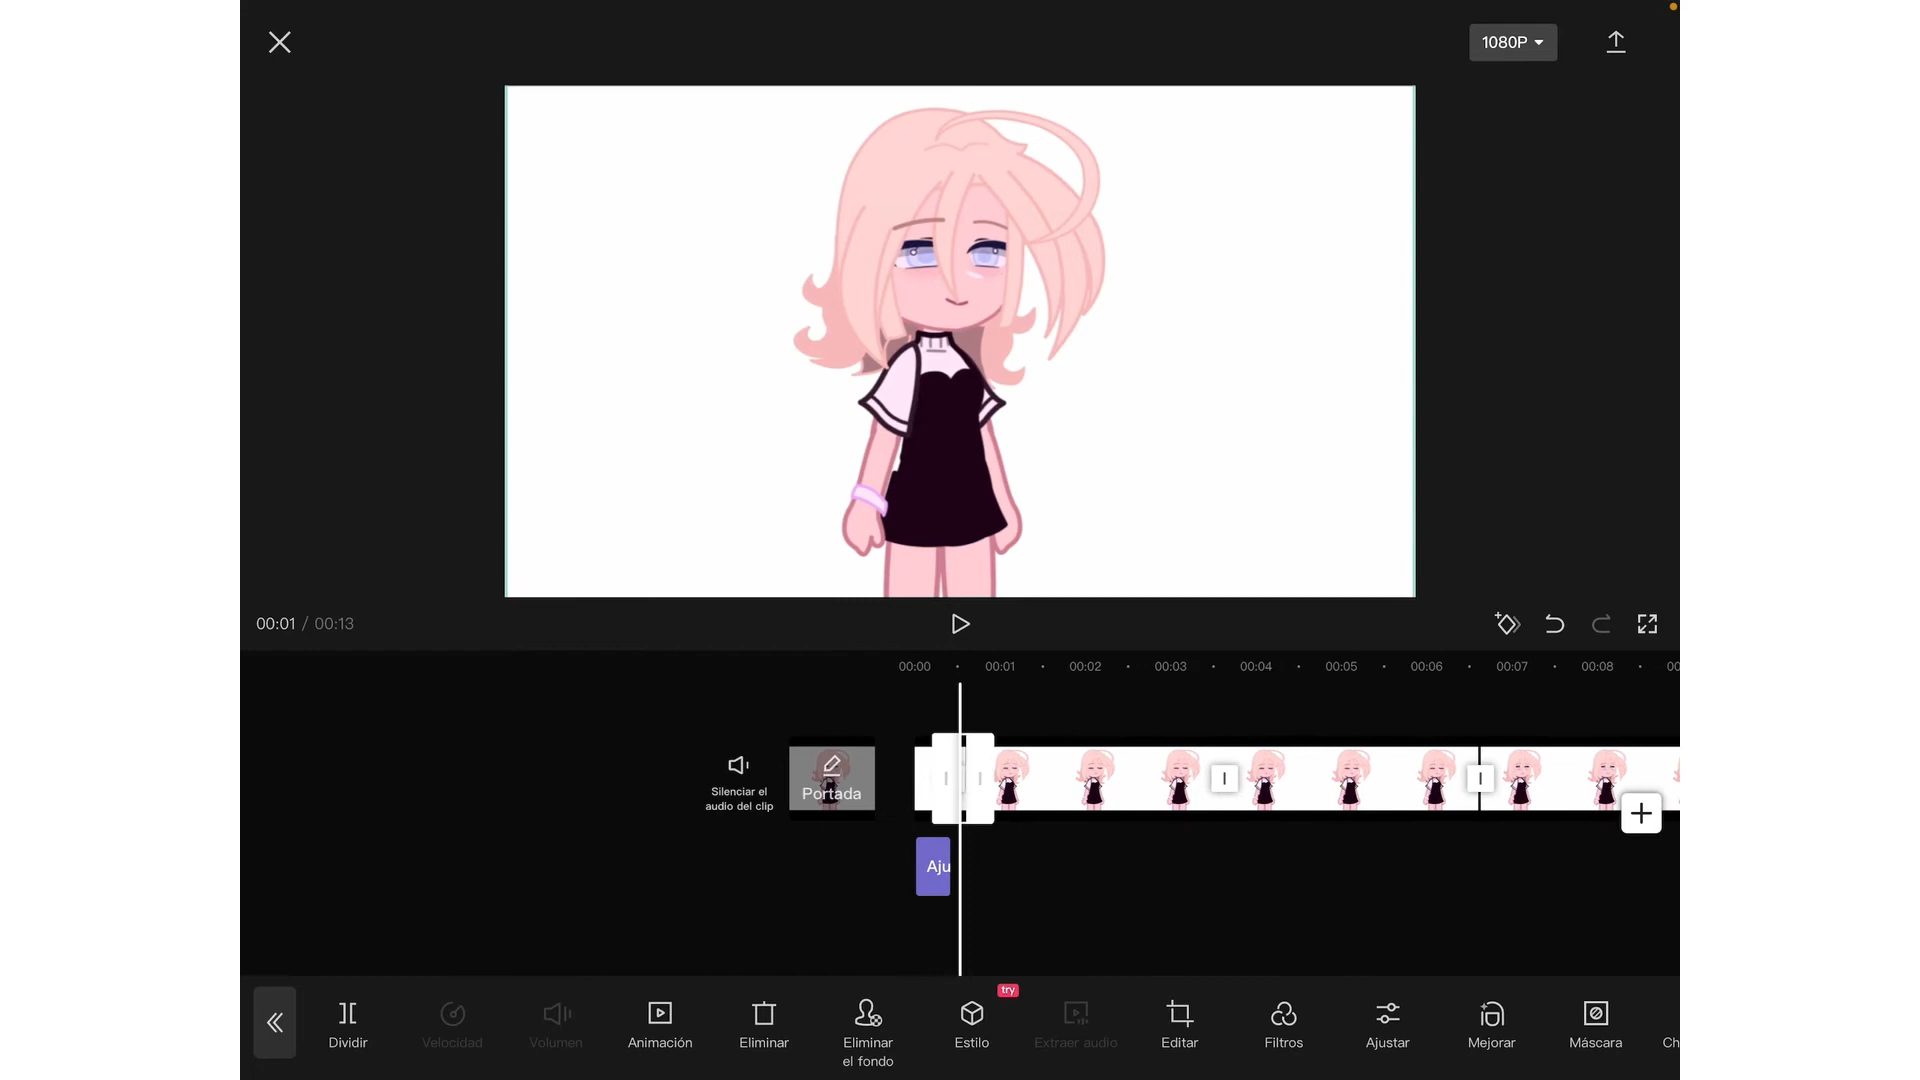 1080P
00:01 / 00:13
00:00 00:01 00:02 00:03 00:04 00:05 00:06 00:07 00:08 00
Silenciar el
audio del clip
Portada
Aju
try
Dividir
Velocidad
Volumen
Animación
Eliminar
Eliminar
el fondo
Estilo
Extraer audio
Editar
Filtros
Ajustar
Mejorar
Máscara
Ch